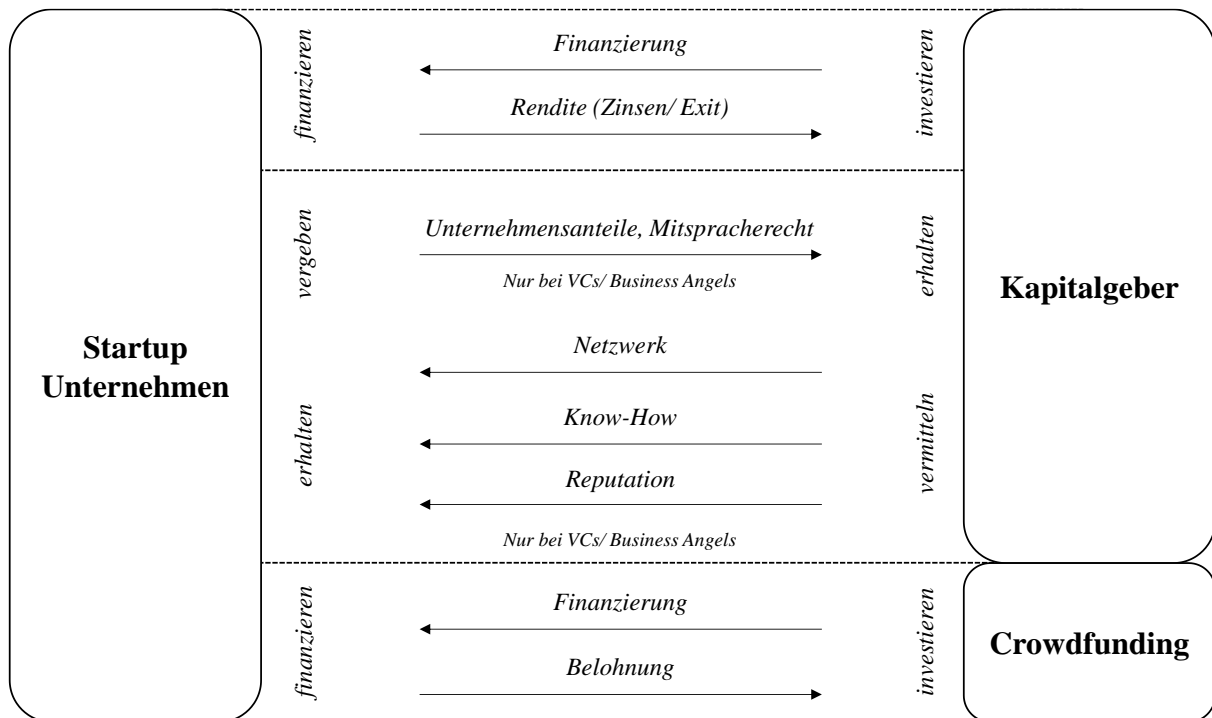 finanzieren
Finanzierung
investieren
Rendite (Zinsen/ Exit)
vergeben
Unternehmensanteile, Mitspracherecht
erhalten
Nur bei VCs/ Business Angels
Kapitalgeber
Startup
Unternehmen
Netzwerk
erhalten
Know-How
vermitteln
Reputation
Nur bei VCs/ Business Angels
finanzieren
Finanzierung
investieren
Crowdfunding
Belohnung